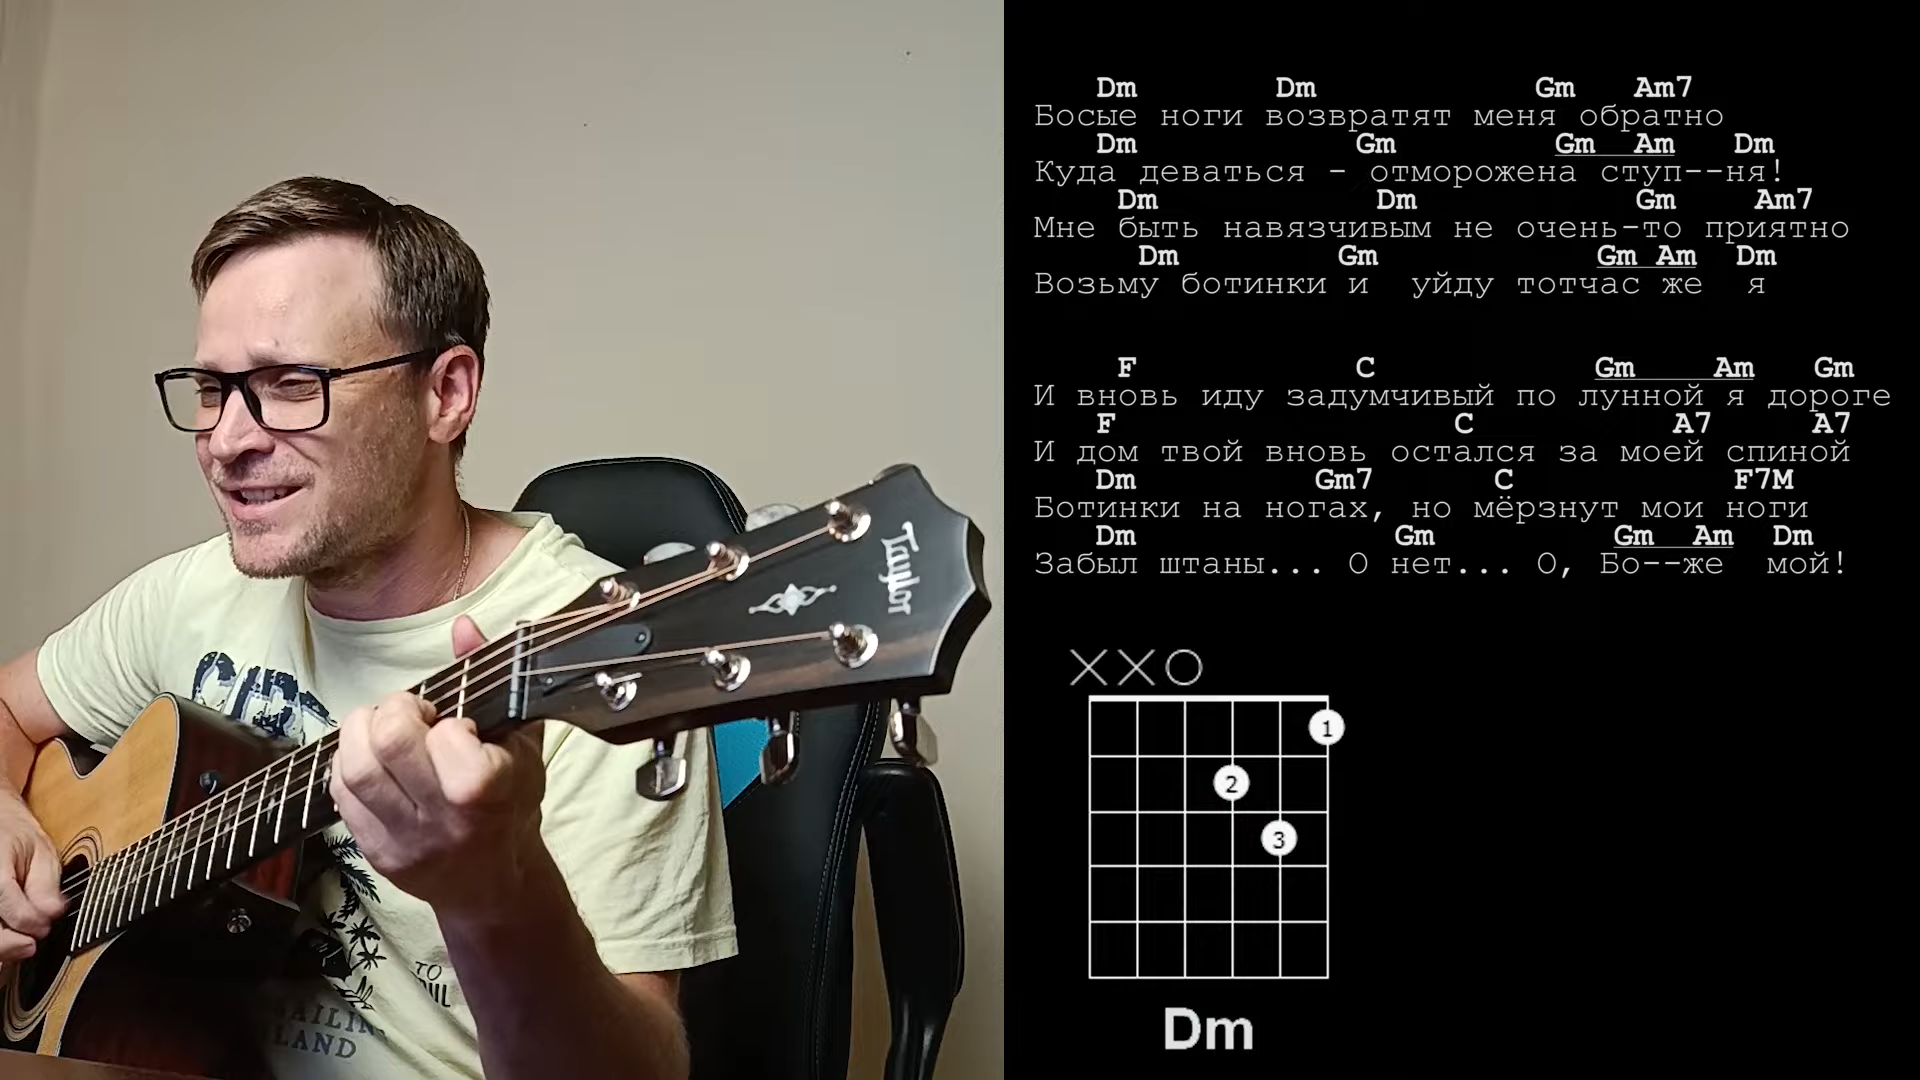 Dm Dm Gm Am7
Босые ноги возвратят меня обратно
Dm Gm Gm Am Dm
Куда деваться - отморожена ступ--ня!
Dm Dm Gm Am7
Мне быть навязчивым не очень-то приятно
Dm Gm Gm Am Dm
Возьму ботинки и уйду тотчас же я
F C Gm Am Gm
И вновь иду задумчивый по лунной я дороге
F C A7 A7
И дом твой вновь остался за моей спиной
Dm Gm7 C F7M
Ботинки на ногах, но мёрзнут мои ноги
Dm Gm Gm Am Dm
Забыл штаны... О нет... О, Бо--же мой!
XXO
1
2
3
Dm
Taylor
TO